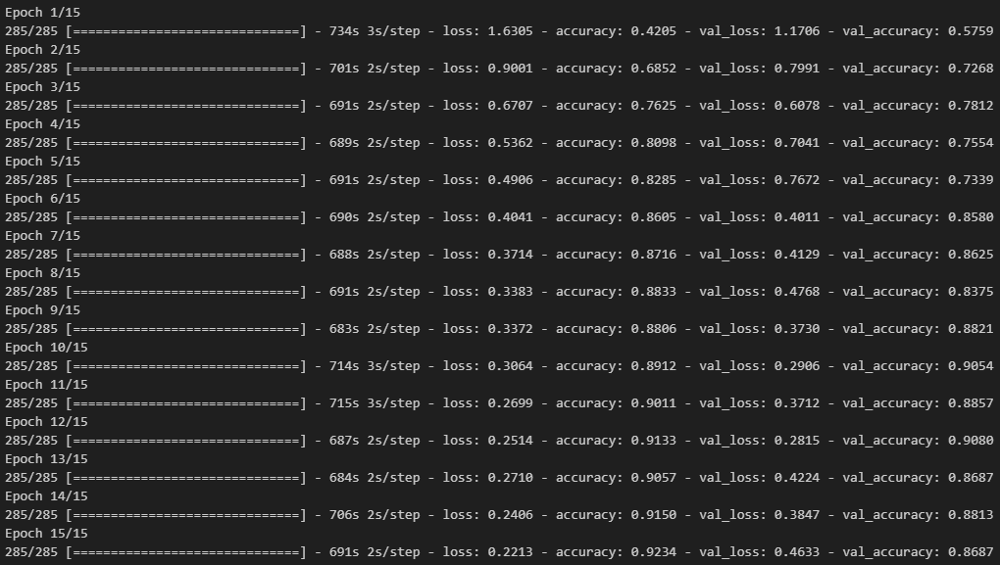 Epoch 1/15
285/285 [==============================] - 734s 3s/step - loss: 1.6305 - accuracy: 0.4205 - val_loss: 1.1706 - val_accuracy: 0.5759
Epoch 2/15
285/285 [==============================] - 701s 2s/step - loss: 0.9001 - accuracy: 0.6852 - val_loss: 0.7991 - val_accuracy: 0.7268
Epoch 3/15
285/285 [==============================] - 691s 2s/step - loss: 0.6707 - accuracy: 0.7625 - val_loss: 0.6078 - val_accuracy: 0.7812
Epoch 4/15
285/285 [==============================] - 689s 2s/step - loss: 0.5362 - accuracy: 0.8098 - val_loss: 0.7041 - val_accuracy: 0.7554
Epoch 5/15
285/285 [==============================] - 691s 2s/step - loss: 0.4906 - accuracy: 0.8285 - val_loss: 0.7672 - val_accuracy: 0.7339
Epoch 6/15
285/285 [==============================] - 690s 2s/step - loss: 0.4041 - accuracy: 0.8605 - val_loss: 0.4011 - val_accuracy: 0.8580
Epoch 7/15
285/285 [==============================] - 688s 2s/step - loss: 0.3714 - accuracy: 0.8716 - val_loss: 0.4129 - val_accuracy: 0.8625
Epoch 8/15
285/285 [==============================] - 691s 2s/step - loss: 0.3383 - accuracy: 0.8833 - val_loss: 0.4768 - val_accuracy: 0.8375
Epoch 9/15
285/285 [==============================] - 683s 2s/step - loss: 0.3372 - accuracy: 0.8806 - val_loss: 0.3730 - val_accuracy: 0.8821
Epoch 10/15
285/285 [==============================] - 714s 3s/step - loss: 0.3064 - accuracy: 0.8912 - val_loss: 0.2906 - val_accuracy: 0.9054
Epoch 11/15
285/285 [==============================] - 715s 3s/step - loss: 0.2699 - accuracy: 0.9011 - val_loss: 0.3712 - val_accuracy: 0.8857
Epoch 12/15
285/285 [==============================] - 687s 2s/step - loss: 0.2514 - accuracy: 0.9133 - val_loss: 0.2815 - val_accuracy: 0.9080
Epoch 13/15
285/285 [==============================] - 684s 2s/step - loss: 0.2710 - accuracy: 0.9057 - val_loss: 0.4224 - val_accuracy: 0.8687
Epoch 14/15
285/285 [==============================] - 706s 2s/step - loss: 0.2406 - accuracy: 0.9150 - val_loss: 0.3847 - val_accuracy: 0.8813
Epoch 15/15
285/285 [==============================] - 691s 2s/step - loss: 0.2213 - accuracy: 0.9234 - val_loss: 0.4633 - val_accuracy: 0.8687